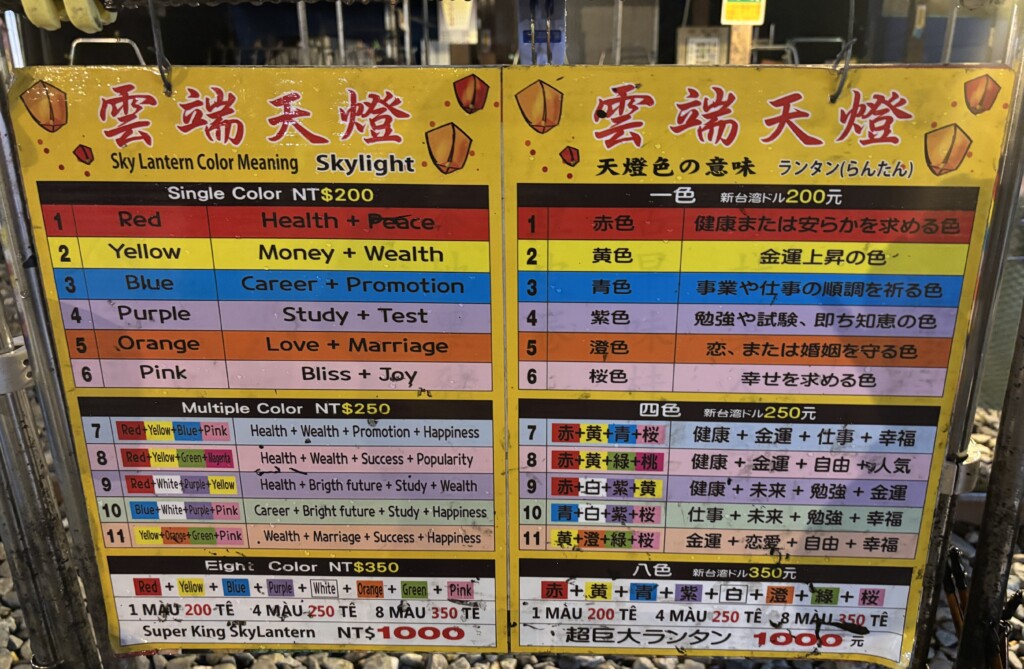 雲端天燈
Sky Lantern Color Meaning Skylight
Single Color NT$200
1 Red Health + Peace
2 Yellow Money + Wealth
3 Blue Career + Promotion
4 Purple Study + Test
5 Orange Love + Marriage
6 Pink Bliss + Joy
Multiple Color NT$250
7 Red+Yellow+Blue+Pink Health + Wealth + Promotion + Happiness
8 Red+Yellow+Green+Magenta Health + Wealth + Success + Popularity
9 Red+White+Purple+Yellow Health + Brigth future + Study + Wealth
10 Blue+White+Purple+Pink Career + Bright future + Study + Happiness
11 Yellow+Orange+Green+Pink Wealth + Marriage + Success + Happiness
Eight Color NT$350
Red + Yellow + Blue + Purple + White + Orange + Green + Pink
1 MÀU 200 TÊ 4 MÀU 250 TÊ 8 MÀU 350 TÊ
Super King SkyLantern NT$1000
雲端天燈
天燈色の意味 ランタン(らんたん)
一色 新台湾ドル200元
1 赤色 健康または安らかを求める色
2 黄色 金運上昇の色
3 青色 事業や仕事の順調を祈る色
4 紫色 勉強や試験、即ち知恵の色
5 澄色 恋、または婚姻を守る色
6 桜色 幸せを求める色
四色 新台湾ドル250元
7 赤+黄+青+桜 健康 + 金運 + 仕事 + 幸福
8 赤+黄+綠+桃 健康 + 金運 + 自由 + 人気
9 赤+白+紫+黄 健康 + 未来 + 勉強 + 金運
10 青+白+紫+桜 仕事 + 未来 + 勉強 + 幸福
11 黄+澄+綠+桜 金運 + 恋愛 + 自由 + 幸福
八色 新台湾ドル350元
赤 + 黄 + 青 + 紫 + 白 + 澄 + 綠 + 桜
1 MÀU 200 TÊ 4 MÀU 250 TÊ 8 MÀU 350 TÊ
超巨大ランタン 1000元